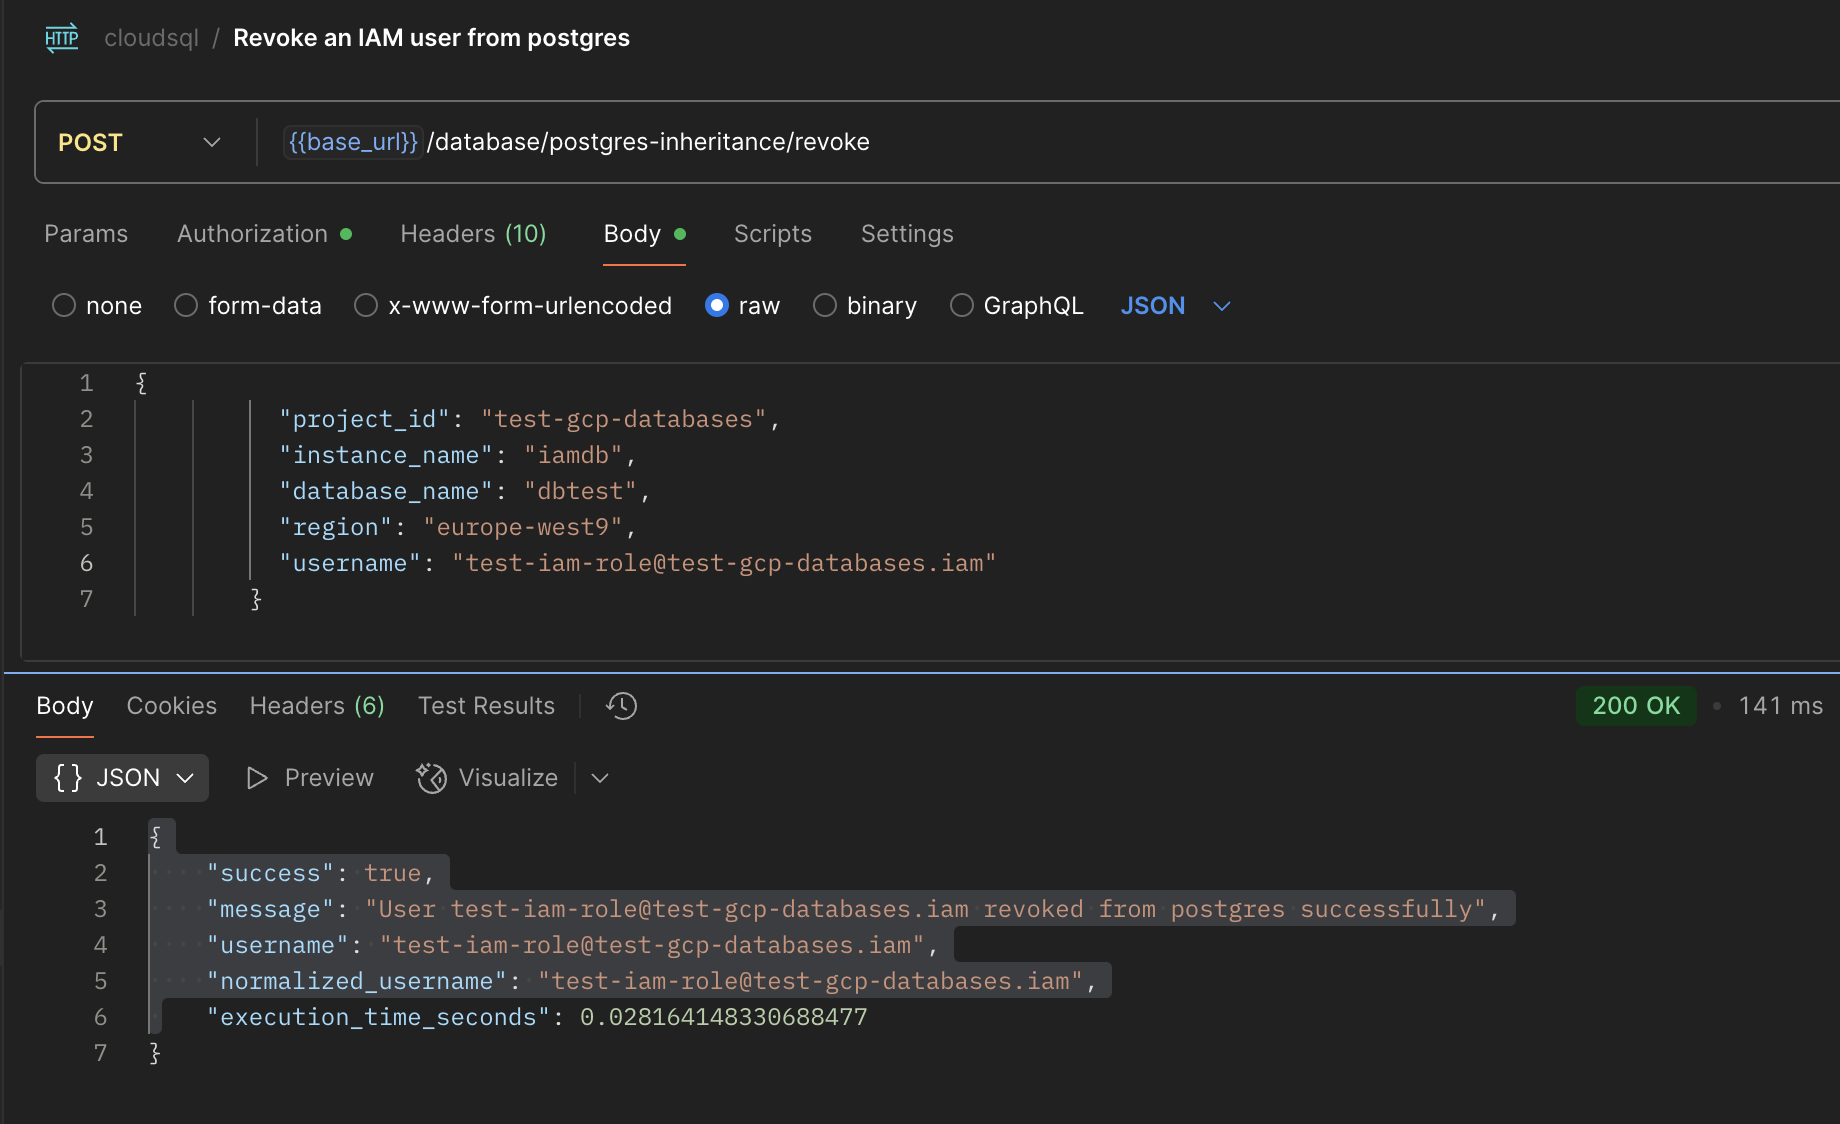 HTTP cloudsql / Revoke an IAM user from postgres
POST {{base_url}}/database/postgres-inheritance/revoke
Params Authorization Headers (10) Body Scripts Settings
none form-data x-www-form-urlencoded raw binary GraphQL JSON
1 {
2 "project_id": "test-gcp-databases",
3 "instance_name": "iamdb",
4 "database_name": "dbtest",
5 "region": "europe-west9",
6 "username": "test-iam-role@test-gcp-databases.iam"
7 }
Body Cookies Headers (6) Test Results 200 OK • 141 ms
{} JSON Preview Visualize
1 {
2 "success": true,
3 "message": "User test-iam-role@test-gcp-databases.iam revoked from postgres successfully",
4 "username": "test-iam-role@test-gcp-databases.iam",
5 "normalized_username": "test-iam-role@test-gcp-databases.iam",
6 "execution_time_seconds": 0.028164148330688477
7 }